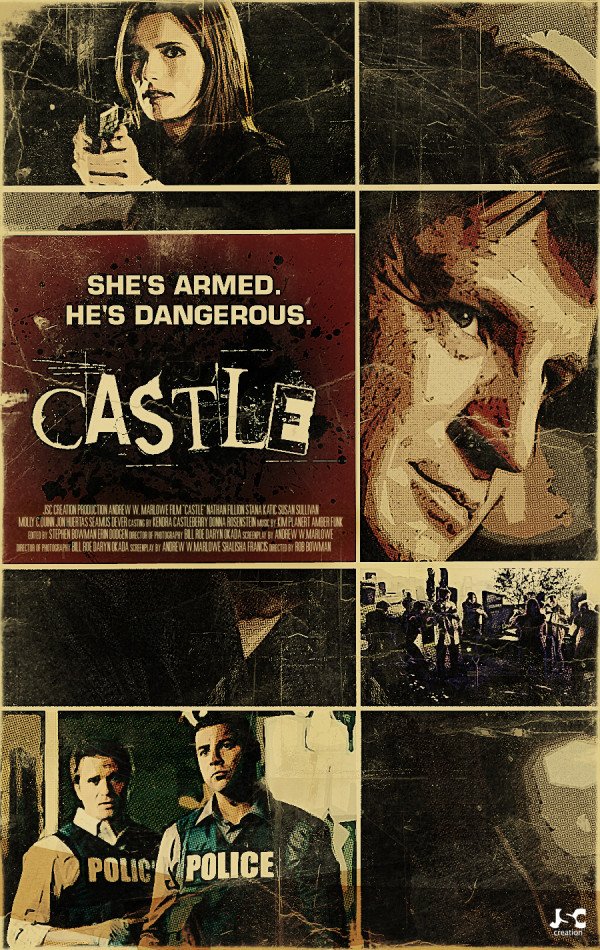 SHE'S ARMED.
HE'S DANGEROUS.
CASTLE
JSC CREATION PRODUCTION ANDREW W. MARLOWE FILM "CASTLE" NATHAN FILLION STANA KATIC SUSAN SULLIVAN
MOLLY C. QUINN JON HUERTAS SEAMUS DEVER CASTING BY KENDRA CASTLEBERRY DONNA ROSENSTEIN MUSIC BY KIM PLANERT AMBER FUNK
EDITED BY STEPHEN BOWMAN ERIN DIDGEN DIRECTOR OF PHOTOGRAPHY BILL ROE DARYN OKADA SCREENPLAY BY ANDREW W. MARLOWE
DIRECTOR OF PHOTOGRAPHY BILL ROE DARYN OKADA SCREENPLAY BY ANDREW W. MARLOWE SHALISHA FRANCIS DIRECTED BY ROB BOWMAN
POLIC
POLICE
JSC
creation